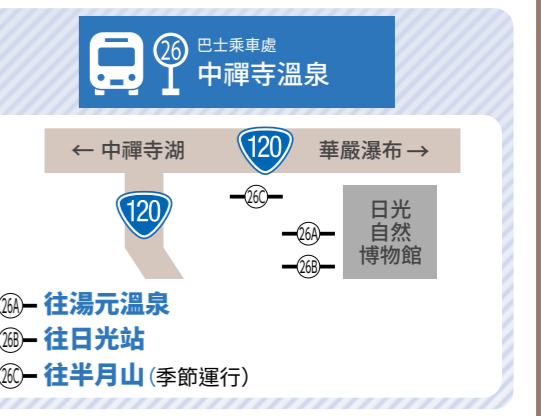 26
巴士乘車處
中禪寺溫泉
← 中禪寺湖
120
華嚴瀑布 →
120
26C
26A
26B
日光
自然
博物館
26A 往湯元溫泉
26B 往日光站
26C 往半月山 (季節運行)